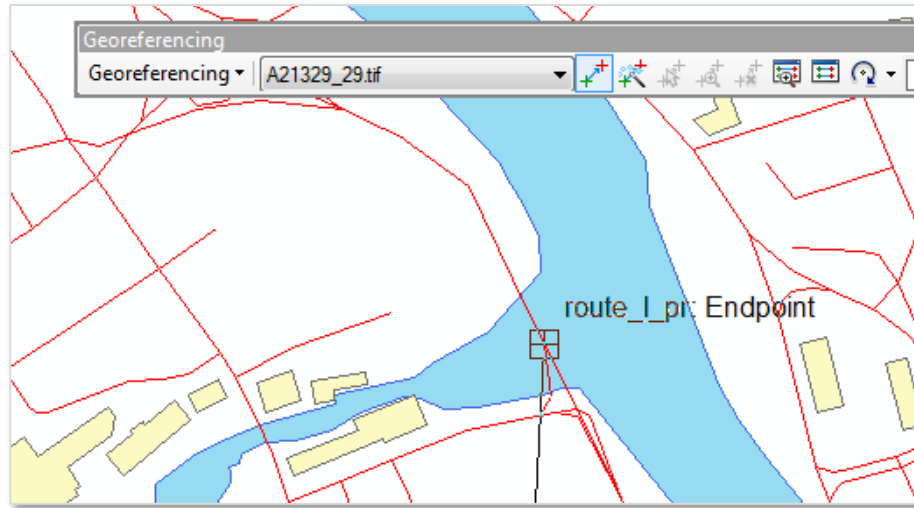 Georeferencing
Georeferencing
A21329_29.tif
route_l_pr: Endpoint